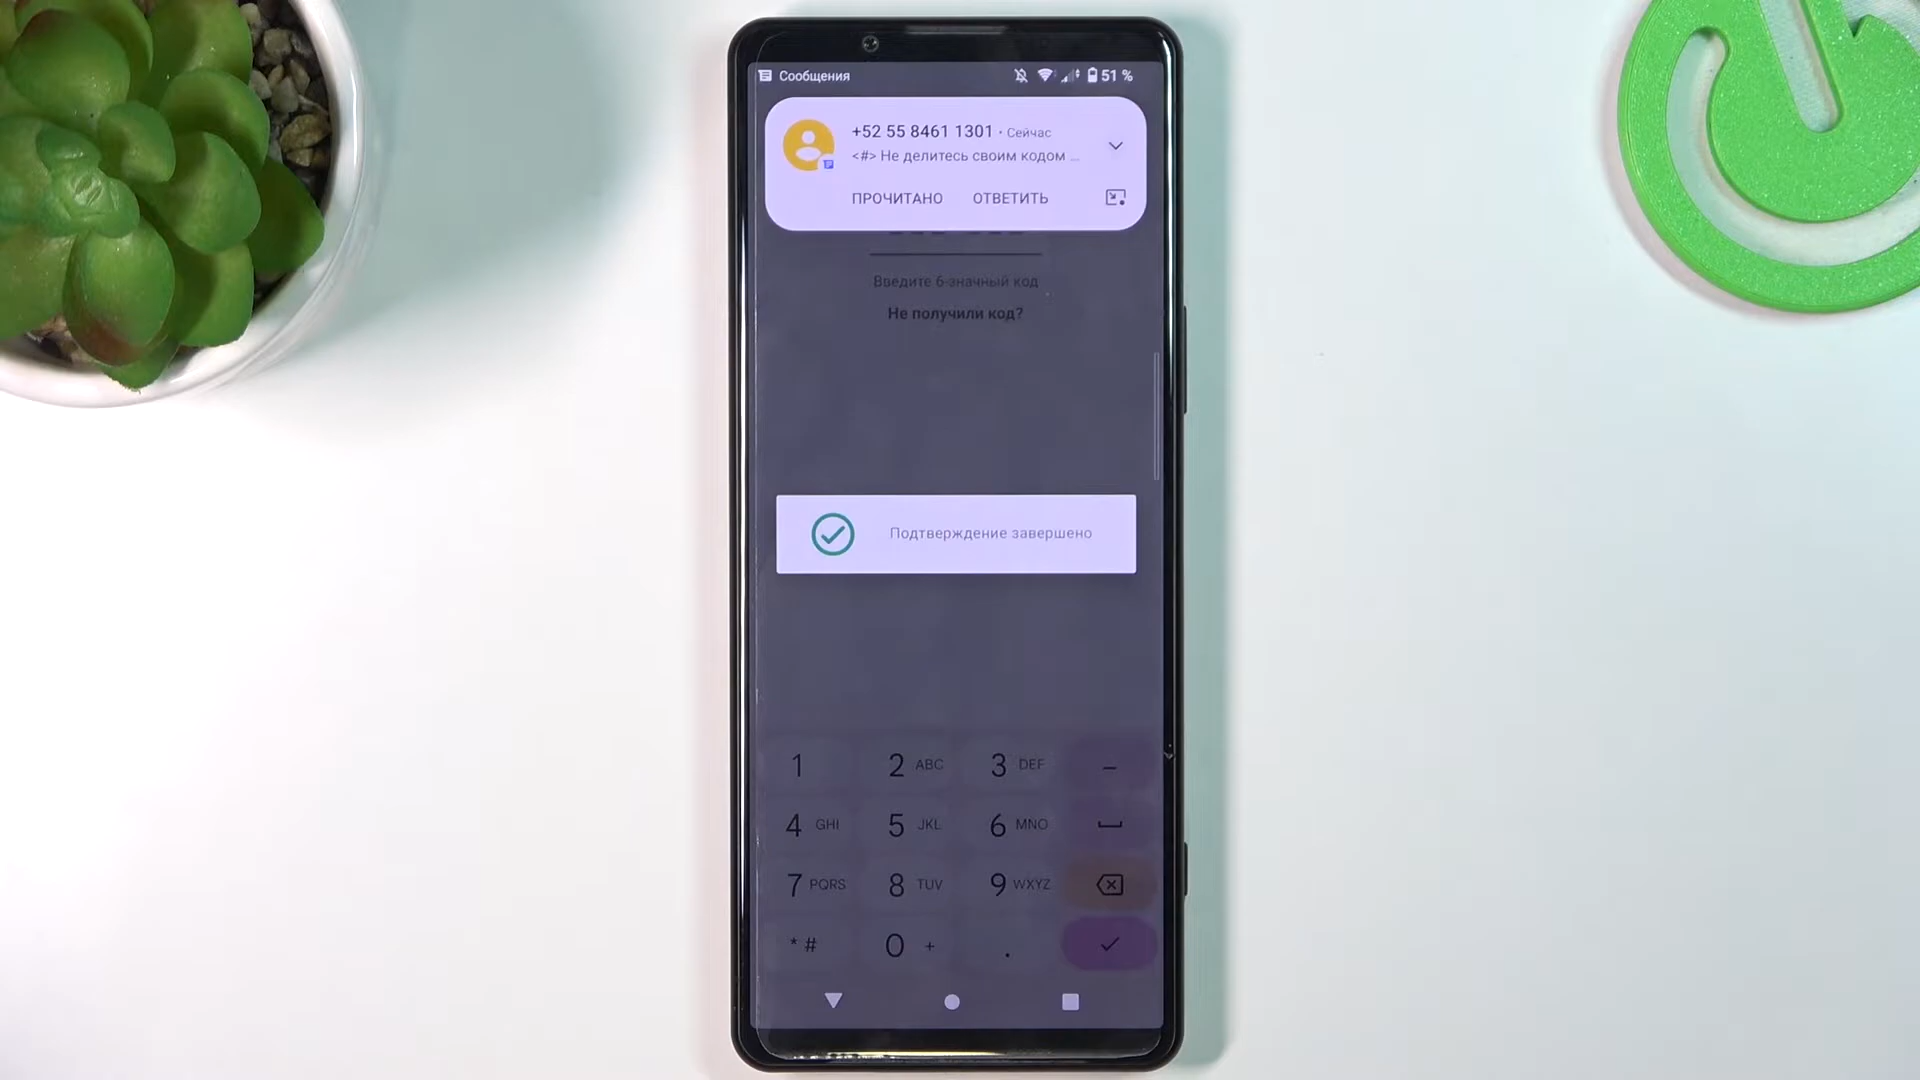 Сообщения 51 %
+52 55 8461 1301 • Сейчас
<#> Не делитесь своим кодом ...
ПРОЧИТАНО ОТВЕТИТЬ
Введите 6-значный код
Не получили код?
Подтверждение завершено
1 2 ABC 3 DEF –
4 GHI 5 JKL 6 MNO
7 PQRS 8 TUV 9 WXYZ
* # 0 + .